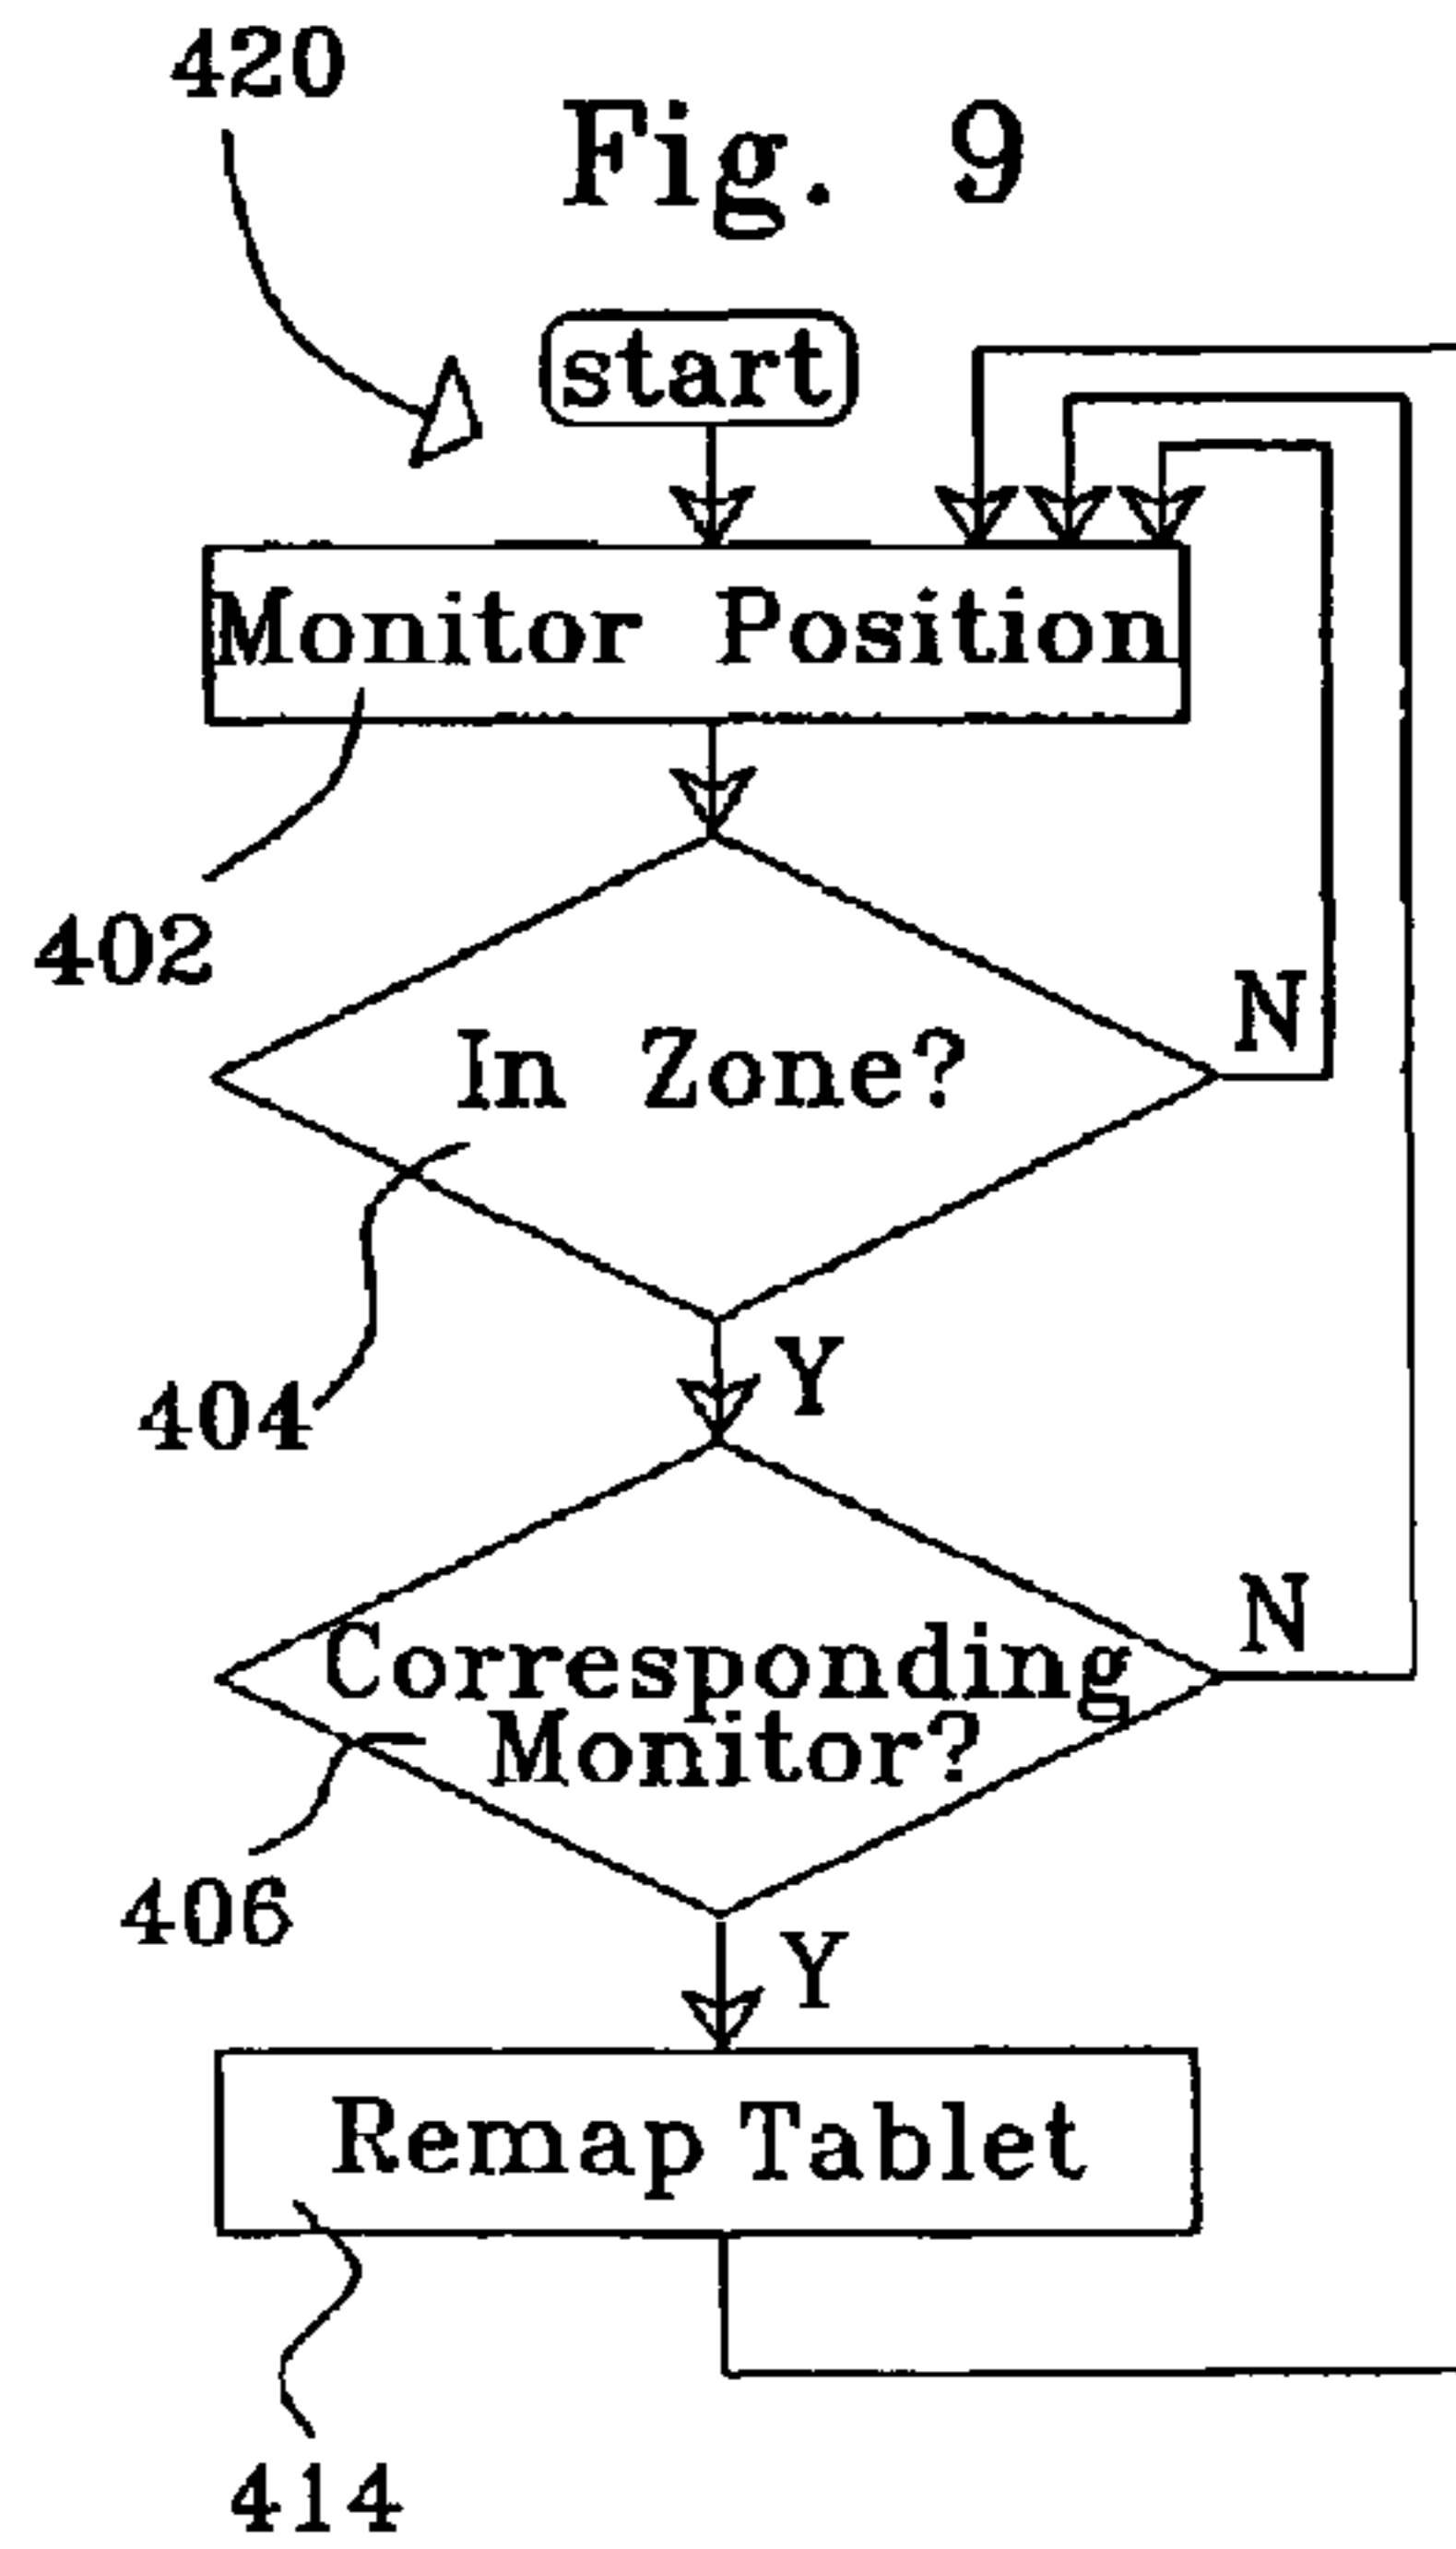 420
Fig. 9
start
Monitor Position
402
In Zone?
N
404
Y
Corresponding
Monitor?
N
406
Y
Remap Tablet
414